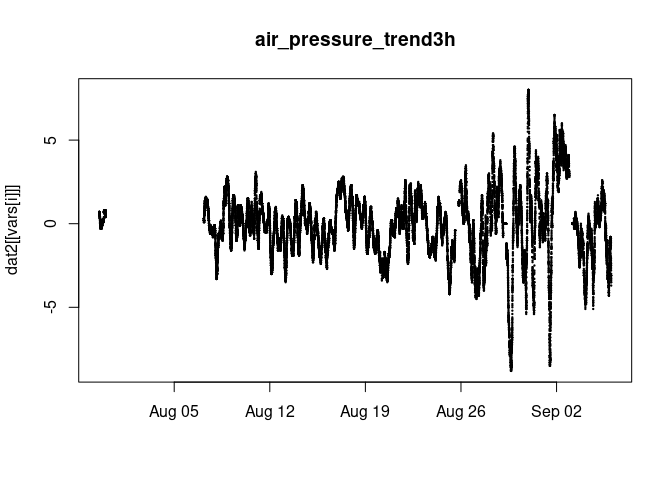 air_pressure_trend3h
dat2[[vars[i]]]
5
0
-5
Aug 05
Aug 12
Aug 19
Aug 26
Sep 02